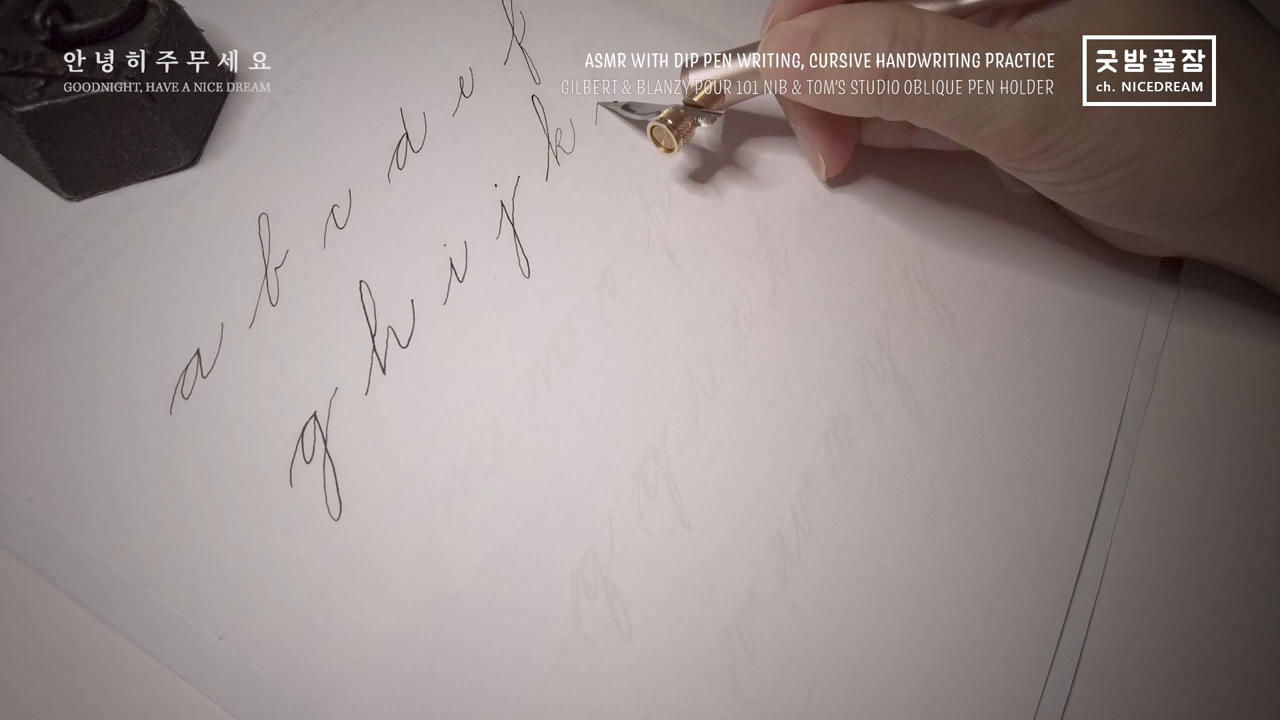 안녕히주무세요
GOODNIGHT, HAVE A NICE DREAM
ASMR WITH DIP PEN WRITING, CURSIVE HANDWRITING PRACTICE
GILBERT & BLANZY POUR 101 NIB & TOM'S STUDIO OBLIQUE PEN HOLDER
굿밤꿀잠
ch. NICEDREAM
a b c d e f
g h i j k